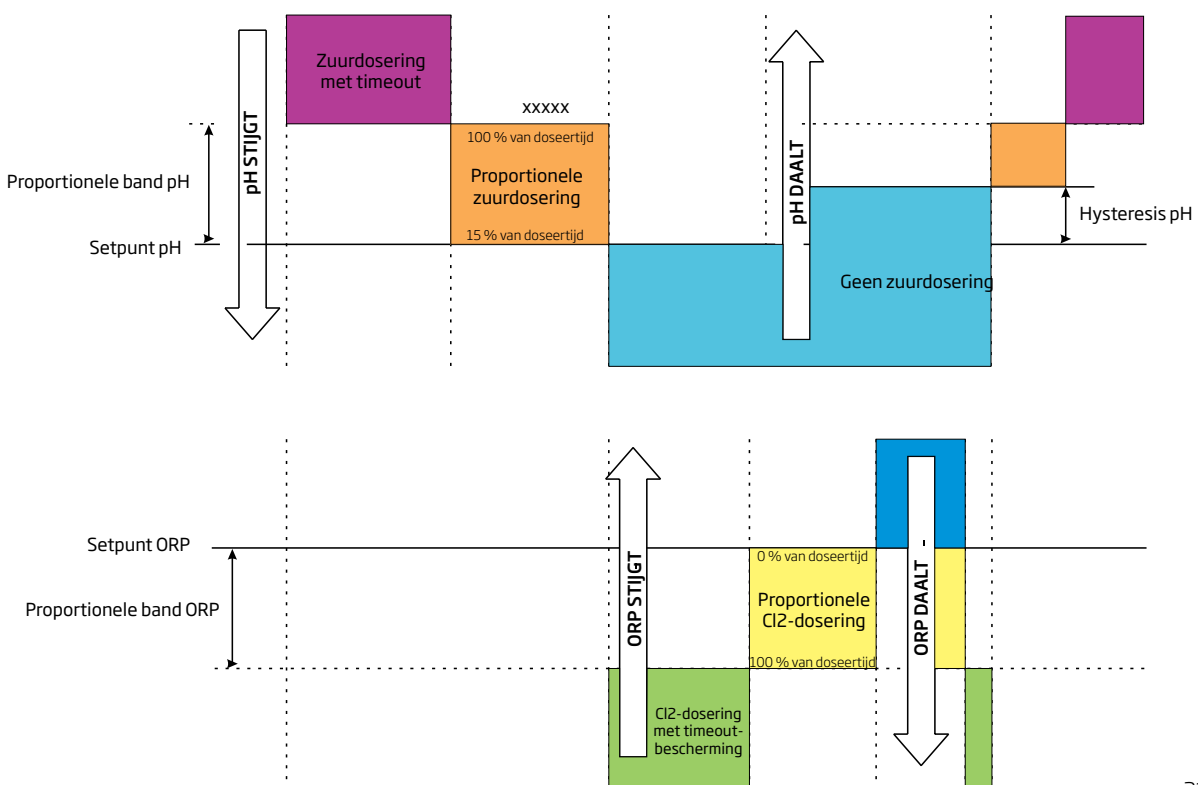 Zuurdosering
met timeout
xxxxx
100 % van doseertijd
pH STIJGT
pH DAALT
Proportionele band pH
Proportionele
zuurdosering
Hysteresis pH
15 % van doseertijd
Setpunt pH
Geen zuurdosering
Setpunt ORP
0 % van doseertijd
ORP STIJGT
Proportionele
Cl2-dosering
ORP DAALT
Proportionele band ORP
100 % van doseertijd
Cl2-dosering
met timeout-
bescherming